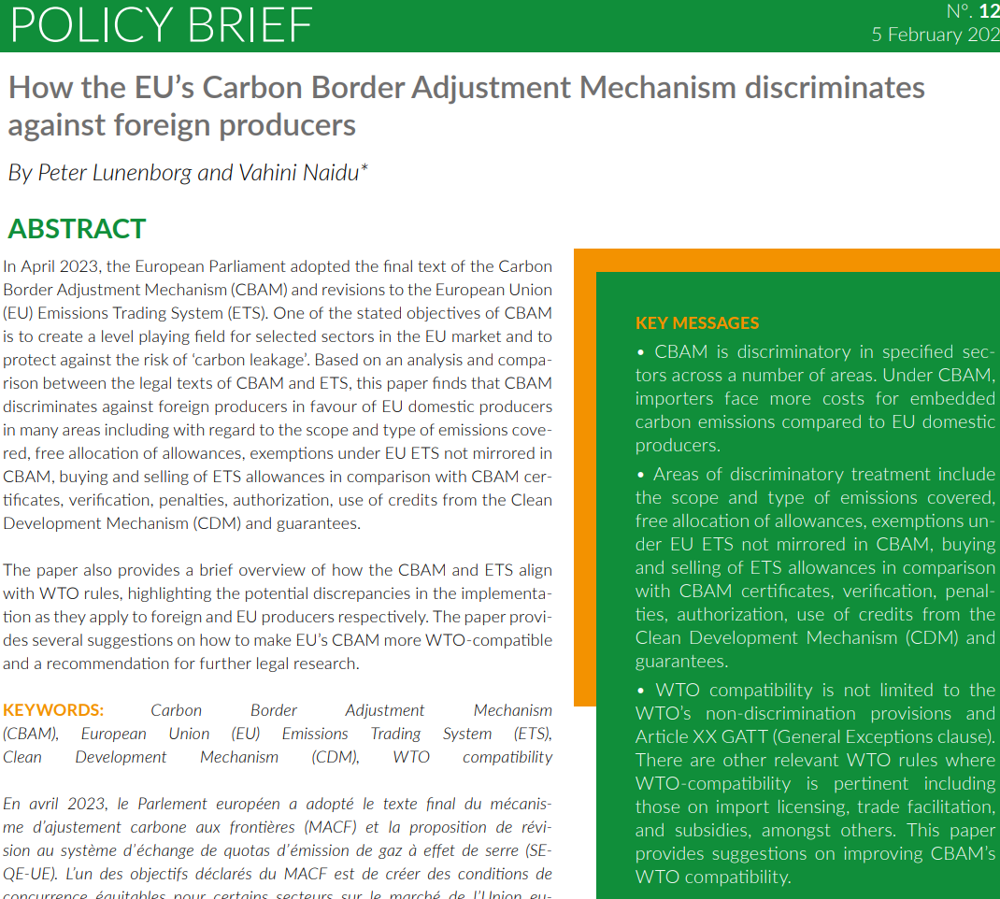 POLICY BRIEF
N°. 12
5 February 202
How the EU’s Carbon Border Adjustment Mechanism discriminates
against foreign producers
By Peter Lunenborg and Vahini Naidu*
ABSTRACT
In April 2023, the European Parliament adopted the final text of the Carbon
Border Adjustment Mechanism (CBAM) and revisions to the European Union
(EU) Emissions Trading System (ETS). One of the stated objectives of CBAM
is to create a level playing field for selected sectors in the EU market and to
protect against the risk of ‘carbon leakage’. Based on an analysis and compa-
rison between the legal texts of CBAM and ETS, this paper finds that CBAM
discriminates against foreign producers in favour of EU domestic producers
in many areas including with regard to the scope and type of emissions cove-
red, free allocation of allowances, exemptions under EU ETS not mirrored in
CBAM, buying and selling of ETS allowances in comparison with CBAM cer-
tificates, verification, penalties, authorization, use of credits from the Clean
Development Mechanism (CDM) and guarantees.
The paper also provides a brief overview of how the CBAM and ETS align
with WTO rules, highlighting the potential discrepancies in the implementa-
tion as they apply to foreign and EU producers respectively. The paper provi-
des several suggestions on how to make EU’s CBAM more WTO-compatible
and a recommendation for further legal research.
KEYWORDS: Carbon Border Adjustment Mechanism
(CBAM), European Union (EU) Emissions Trading System (ETS),
Clean Development Mechanism (CDM), WTO compatibility
En avril 2023, le Parlement européen a adopté le texte final du mécanis-
me d’ajustement carbone aux frontières (MACF) et la proposition de révi-
sion au système d’échange de quotas d’émission de gaz à effet de serre (SE-
QE-UE). L’un des objectifs déclarés du MACF est de créer des conditions de
concurrence équitables pour certains secteurs sur le marché de l’Union eu-
KEY MESSAGES
• CBAM is discriminatory in specified sec-
tors across a number of areas. Under CBAM,
importers face more costs for embedded
carbon emissions compared to EU domestic
producers.
• Areas of discriminatory treatment include
the scope and type of emissions covered,
free allocation of allowances, exemptions un-
der EU ETS not mirrored in CBAM, buying
and selling of ETS allowances in comparison
with CBAM certificates, verification, penal-
ties, authorization, use of credits from the
Clean Development Mechanism (CDM) and
guarantees.
• WTO compatibility is not limited to the
WTO’s non-discrimination provisions and
Article XX GATT (General Exceptions clause).
There are other relevant WTO rules where
WTO-compatibility is pertinent including
those on import licensing, trade facilitation,
and subsidies, amongst others. This paper
provides suggestions on improving CBAM’s
WTO compatibility.